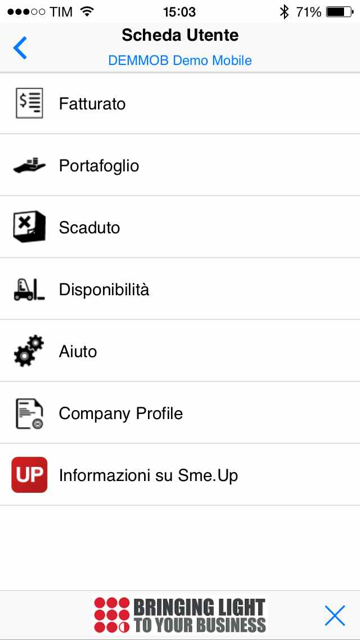 TIM 15:03 71%
Scheda Utente
DEMMOB Demo Mobile
$ Fatturato
Portafoglio
Scaduto
Disponibilità
Aiuto
Company Profile
UP Informazioni su Sme.Up
BRINGING LIGHT
TO YOUR BUSINESS